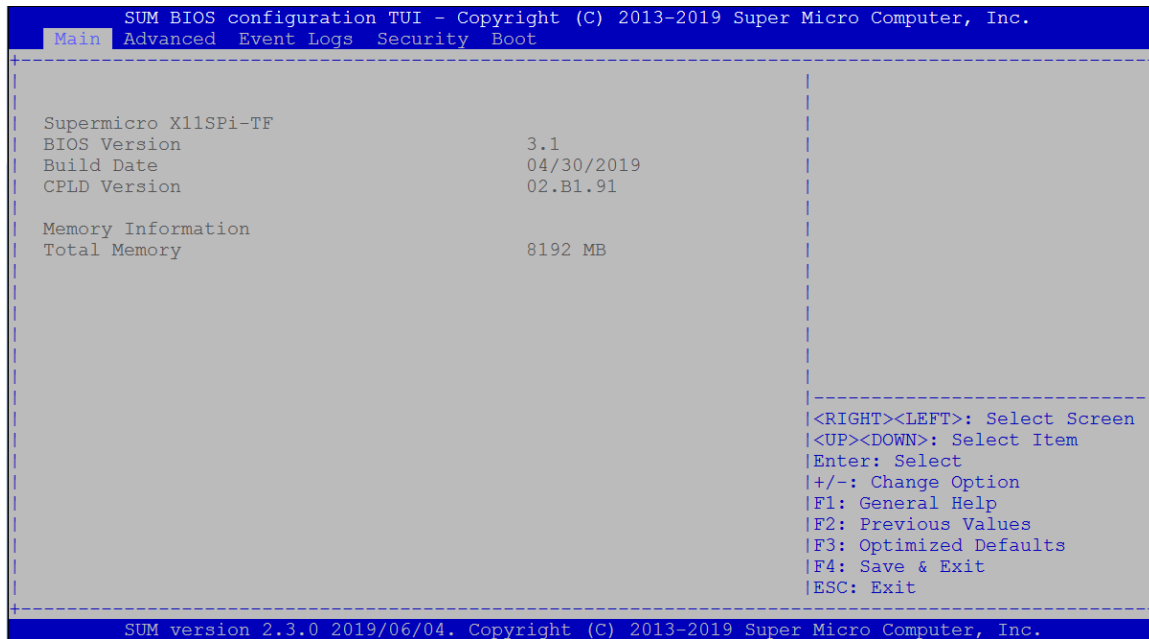 SUM BIOS configuration TUI - Copyright (C) 2013-2019 Super Micro Computer, Inc.
Main Advanced Event Logs Security Boot
Supermicro X11SPi-TF
BIOS Version 3.1
Build Date 04/30/2019
CPLD Version 02.B1.91
Memory Information
Total Memory 8192 MB
<RIGHT><LEFT>: Select Screen
<UP><DOWN>: Select Item
Enter: Select
+/-: Change Option
F1: General Help
F2: Previous Values
F3: Optimized Defaults
F4: Save & Exit
ESC: Exit
SUM version 2.3.0 2019/06/04. Copyright (C) 2013-2019 Super Micro Computer, Inc.